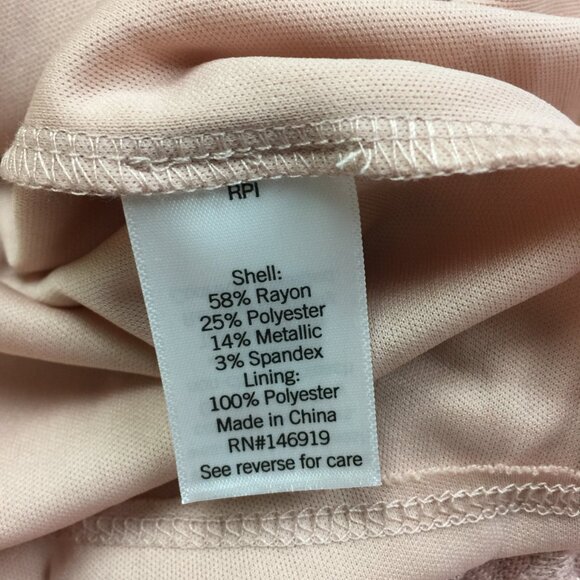 RPI
Shell:
58% Rayon
25% Polyester
14% Metallic
3% Spandex
Lining:
100% Polyester
Made in China
RN#146919
See reverse for care